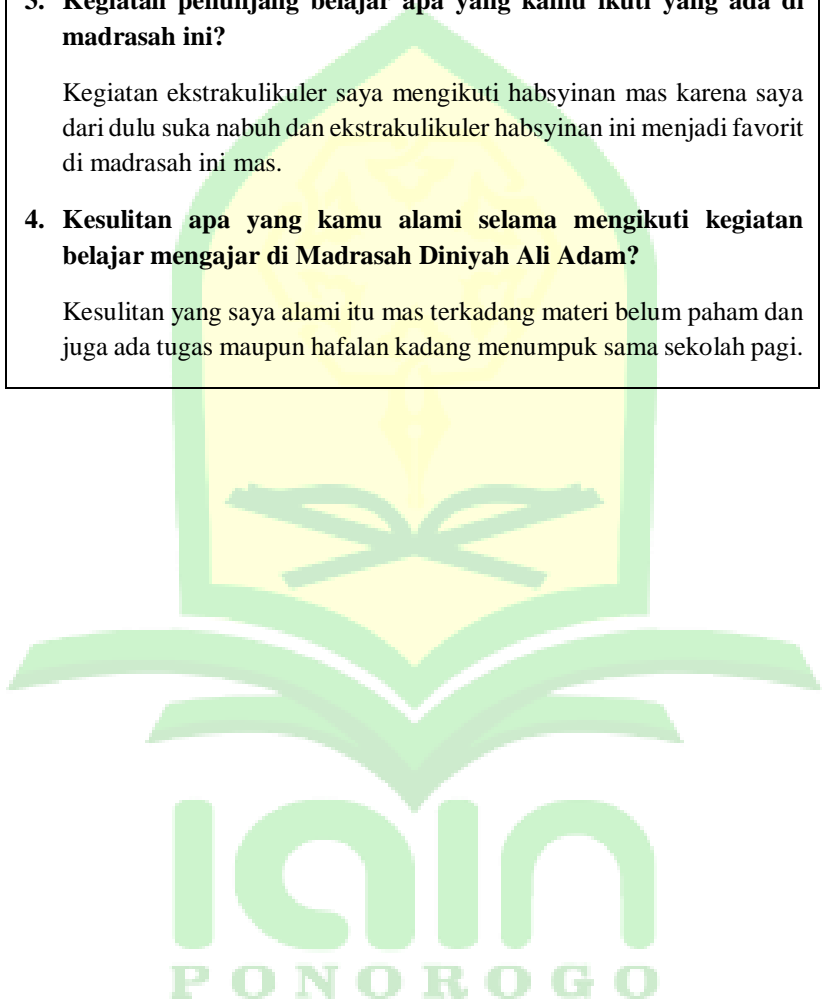 3. Kegiatan penunjang belajar apa yang kamu ikuti yang ada di
madrasah ini?
Kegiatan ekstrakulikuler saya mengikuti habsyinan mas karena saya
dari dulu suka nabuh dan ekstrakulikuler habsyinan ini menjadi favorit
di madrasah ini mas.
4. Kesulitan apa yang kamu alami selama mengikuti kegiatan
belajar mengajar di Madrasah Diniyah Ali Adam?
Kesulitan yang saya alami itu mas terkadang materi belum paham dan
juga ada tugas maupun hafalan kadang menumpuk sama sekolah pagi.
iain
PONOROGO